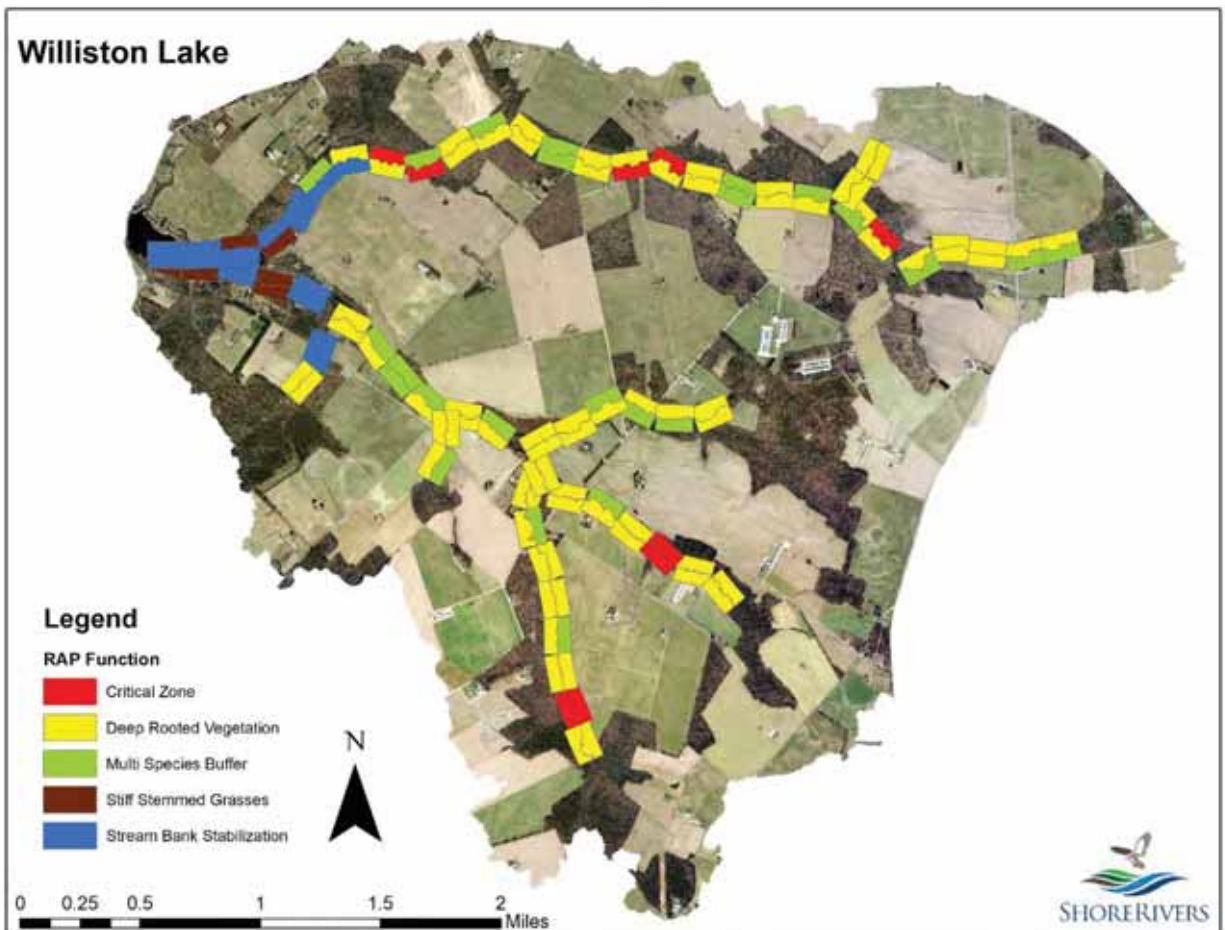 Williston Lake
Legend
RAP Function
Critical Zone
Deep Rooted Vegetation
Multi Species Buffer
Stiff Stemmed Grasses
Stream Bank Stabilization
N
0 0.25 0.5 1 1.5 2
Miles
SHORERIVERS